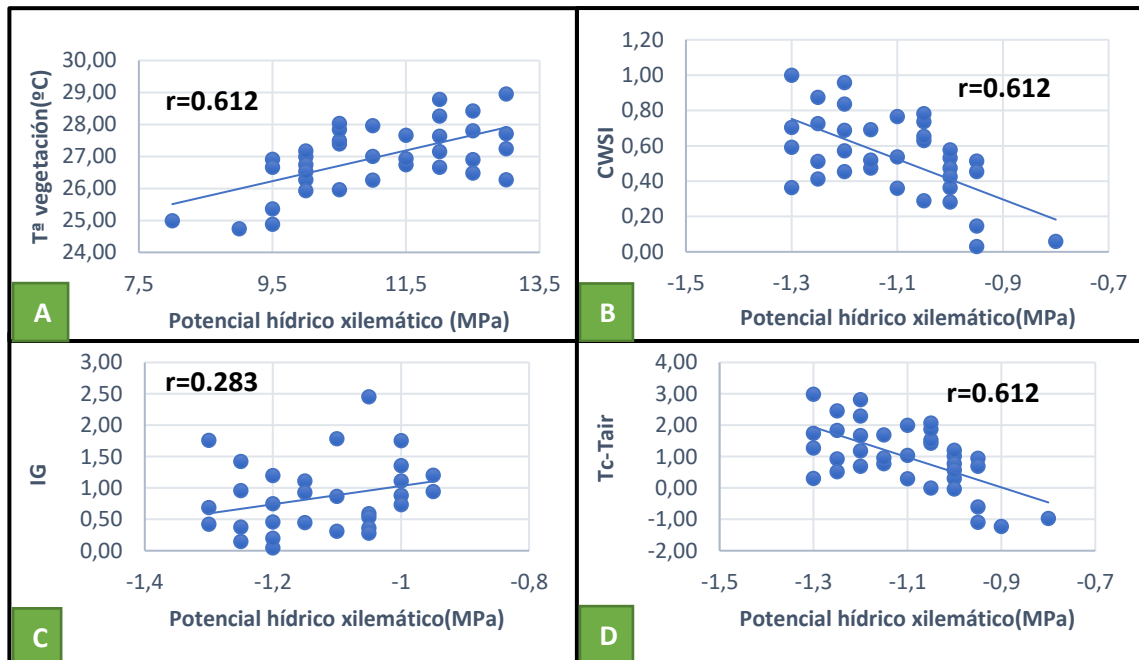 30,00
29,00
28,00
27,00
26,00
25,00
24,00
Tª vegetación(ºC)
r=0.612
7,5 9,5 11,5 13,5
Potencial hídrico xilemático (MPa)
A
1,20
1,00
0,80
0,60
0,40
0,20
0,00
CWSI
r=0.612
-1,5 -1,3 -1,1 -0,9 -0,7
Potencial hídrico xilemático(MPa)
B
3,00
2,50
2,00
1,50
1,00
0,50
0,00
IG
r=0.283
-1,4 -1,2 -1 -0,8
Potencial hídrico xilemático(MPa)
C
4,00
3,00
2,00
1,00
0,00
-1,00
-2,00
Tc-Tair
r=0.612
-1,5 -1,3 -1,1 -0,9 -0,7
Potencial hídrico xilemático(MPa)
D